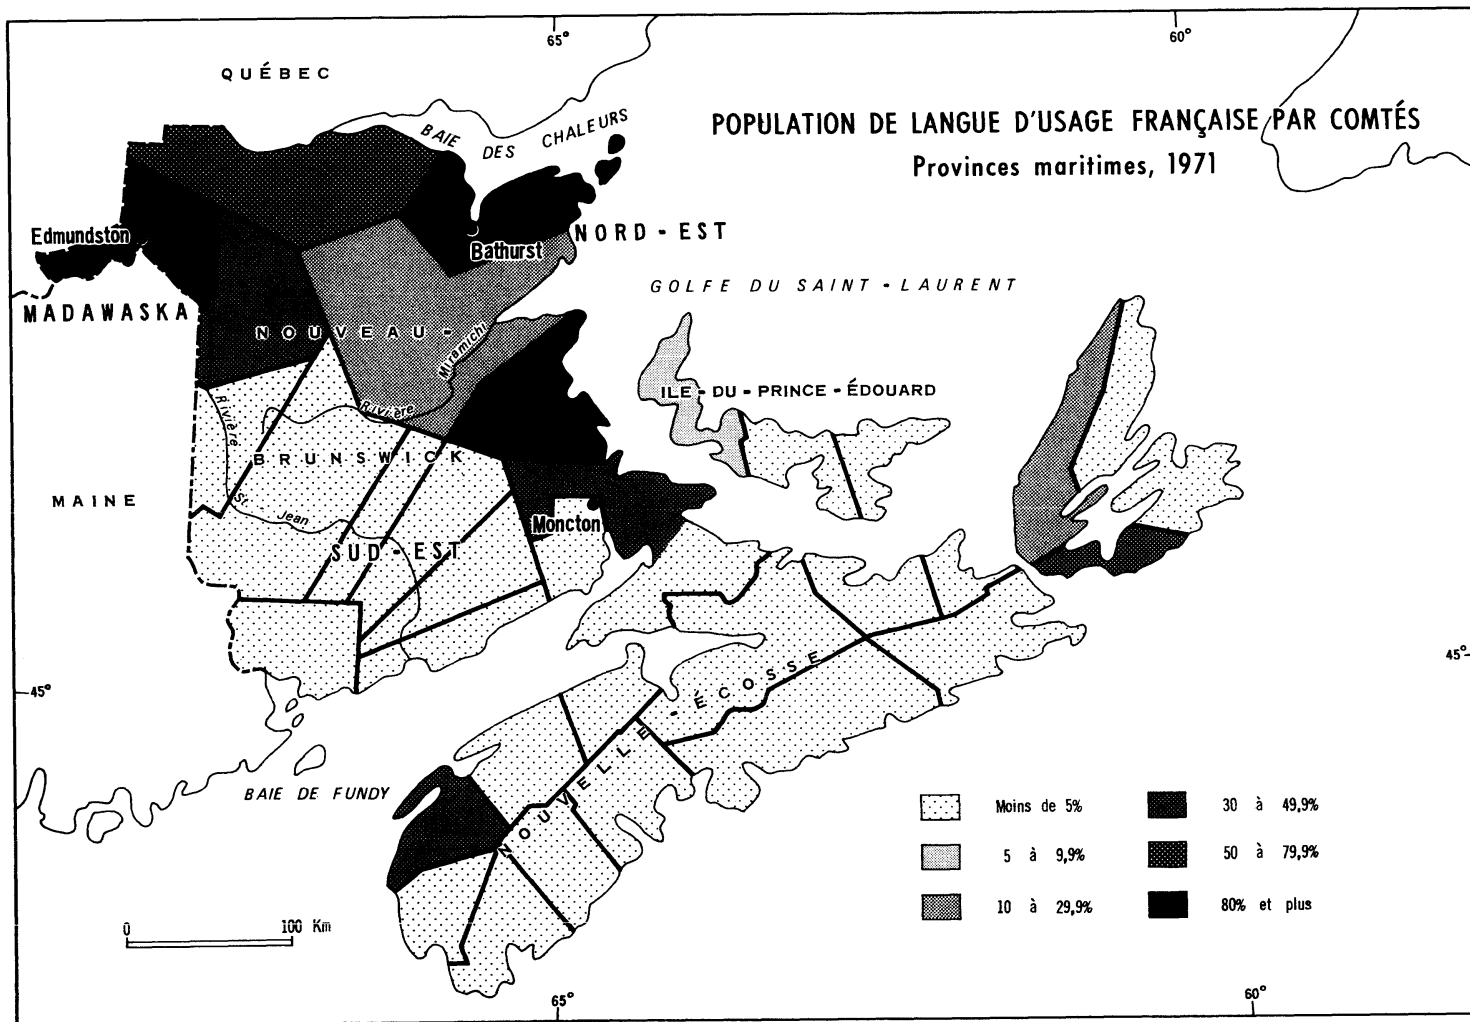 65°
60°
QUÉBEC
BAIE DES CHALEURS
POPULATION DE LANGUE D'USAGE FRANÇAISE PAR COMTÉS
Provinces maritimes, 1971
Edmundston
Bathurst
NORD-EST
GOLFE DU SAINT-LAURENT
MADAWASKA
NOUVEAU-
Miramichi
ILE-DU-PRINCE-ÉDOUARD
Rivière
Rivière
BRUNSWICK
MAINE
St
Jean
Moncton
SUD-EST
45°
45°
NOUVELLE-ÉCOSSE
BAIE DE FUNDY
Moins de 5%
30 à 49,9%
5 à 9,9%
50 à 79,9%
10 à 29,9%
80% et plus
0
100 Km
65°
60°